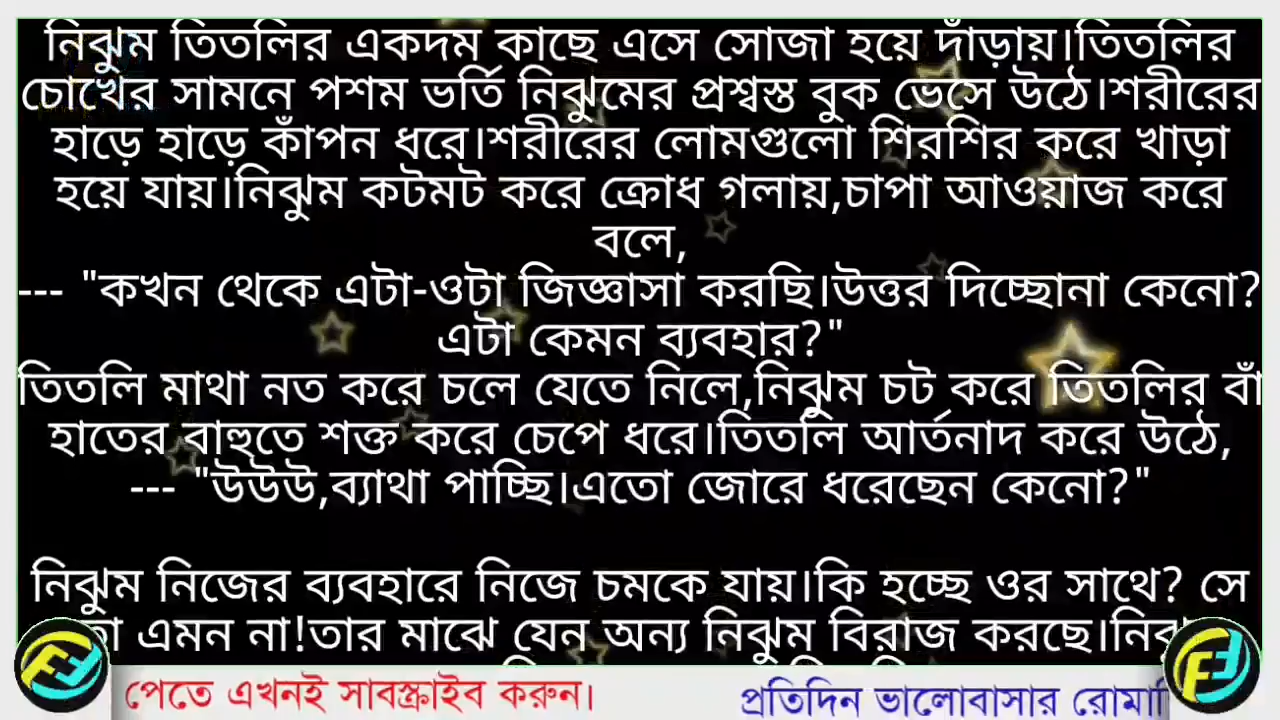 নিঝুম তিতলির একদম কাছে এসে সোজা হয়ে দাঁড়ায়।তিতলির
চোখের সামনে পশম ভর্তি নিঝুমের প্রশ্বস্ত বুক ভেসে উঠে।শরীরের
হাড়ে হাড়ে কাঁপন ধরে।শরীরের লোমগুলো শিরশির করে খাড়া
হয়ে যায়।নিঝুম কটমট করে ক্রোধ গলায়,চাপা আওয়াজ করে
বলে,
--- "কখন থেকে এটা-ওটা জিজ্ঞাসা করছি।উত্তর দিচ্ছোনা কেনো?
এটা কেমন ব্যবহার?"
তিতলি মাথা নত করে চলে যেতে নিলে,নিঝুম চট করে তিতলির বাঁ
হাতের বাহুতে শক্ত করে চেপে ধরে।তিতলি আর্তনাদ করে উঠে,
--- "উউউ,ব্যাথা পাচ্ছি।এতো জোরে ধরেছেন কেনো?"
নিঝুম নিজের ব্যবহারে নিজে চমকে যায়।কি হচ্ছে ওর সাথে? সে
এমন না!তার মাঝে যেন অন্য নিঝুম বিরাজ করছে।
পেতে এখনই সাবস্ক্রাইব করুন।
প্রতিদিন ভালোবাসার